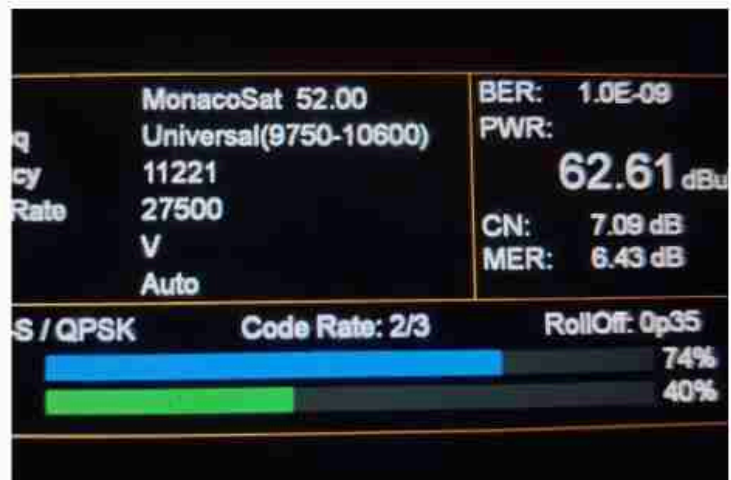 MonacoSat 52.00
q Universal(9750-10600)
cy 11221
Rate 27500
V
Auto
BER: 1.0E-09
PWR:
62.61 dBu
CN: 7.09 dB
MER: 6.43 dB
-S / QPSK Code Rate: 2/3 RollOff: 0p35
74%
40%